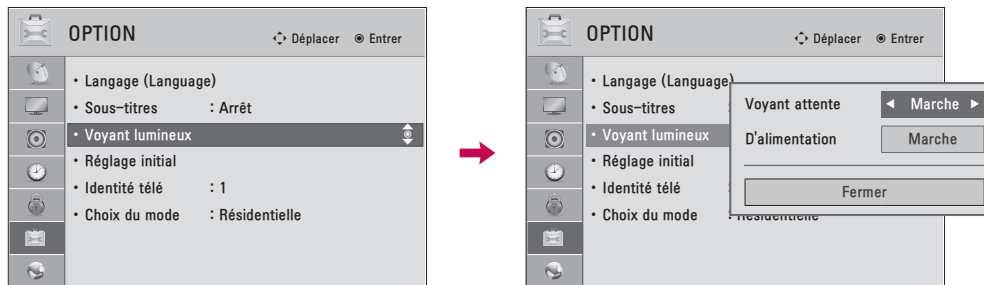 OPTION
Déplacer Entrer
• Langage (Language)
• Sous-titres : Arrêt
• Voyant lumineux
• Réglage initial
• Identité télé : 1
• Choix du mode : Résidentielle
OPTION
Déplacer Entrer
• Langage (Language)
• Sous-titres :
• Voyant lumineux
• Réglage initial
• Identité télé :
• Choix du mode : Résidentielle
Voyant attente ◄ Marche ►
D'alimentation Marche
Fermer